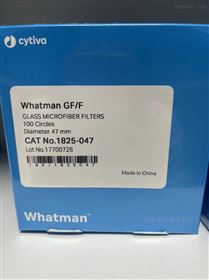 cytiva
Whatman GF/F
GLASS MICROFIBER FILTERS
100 Circles
Diameter 47 mm
CAT No.1825-047
Lot No.17700726
Made in China
Whatman™